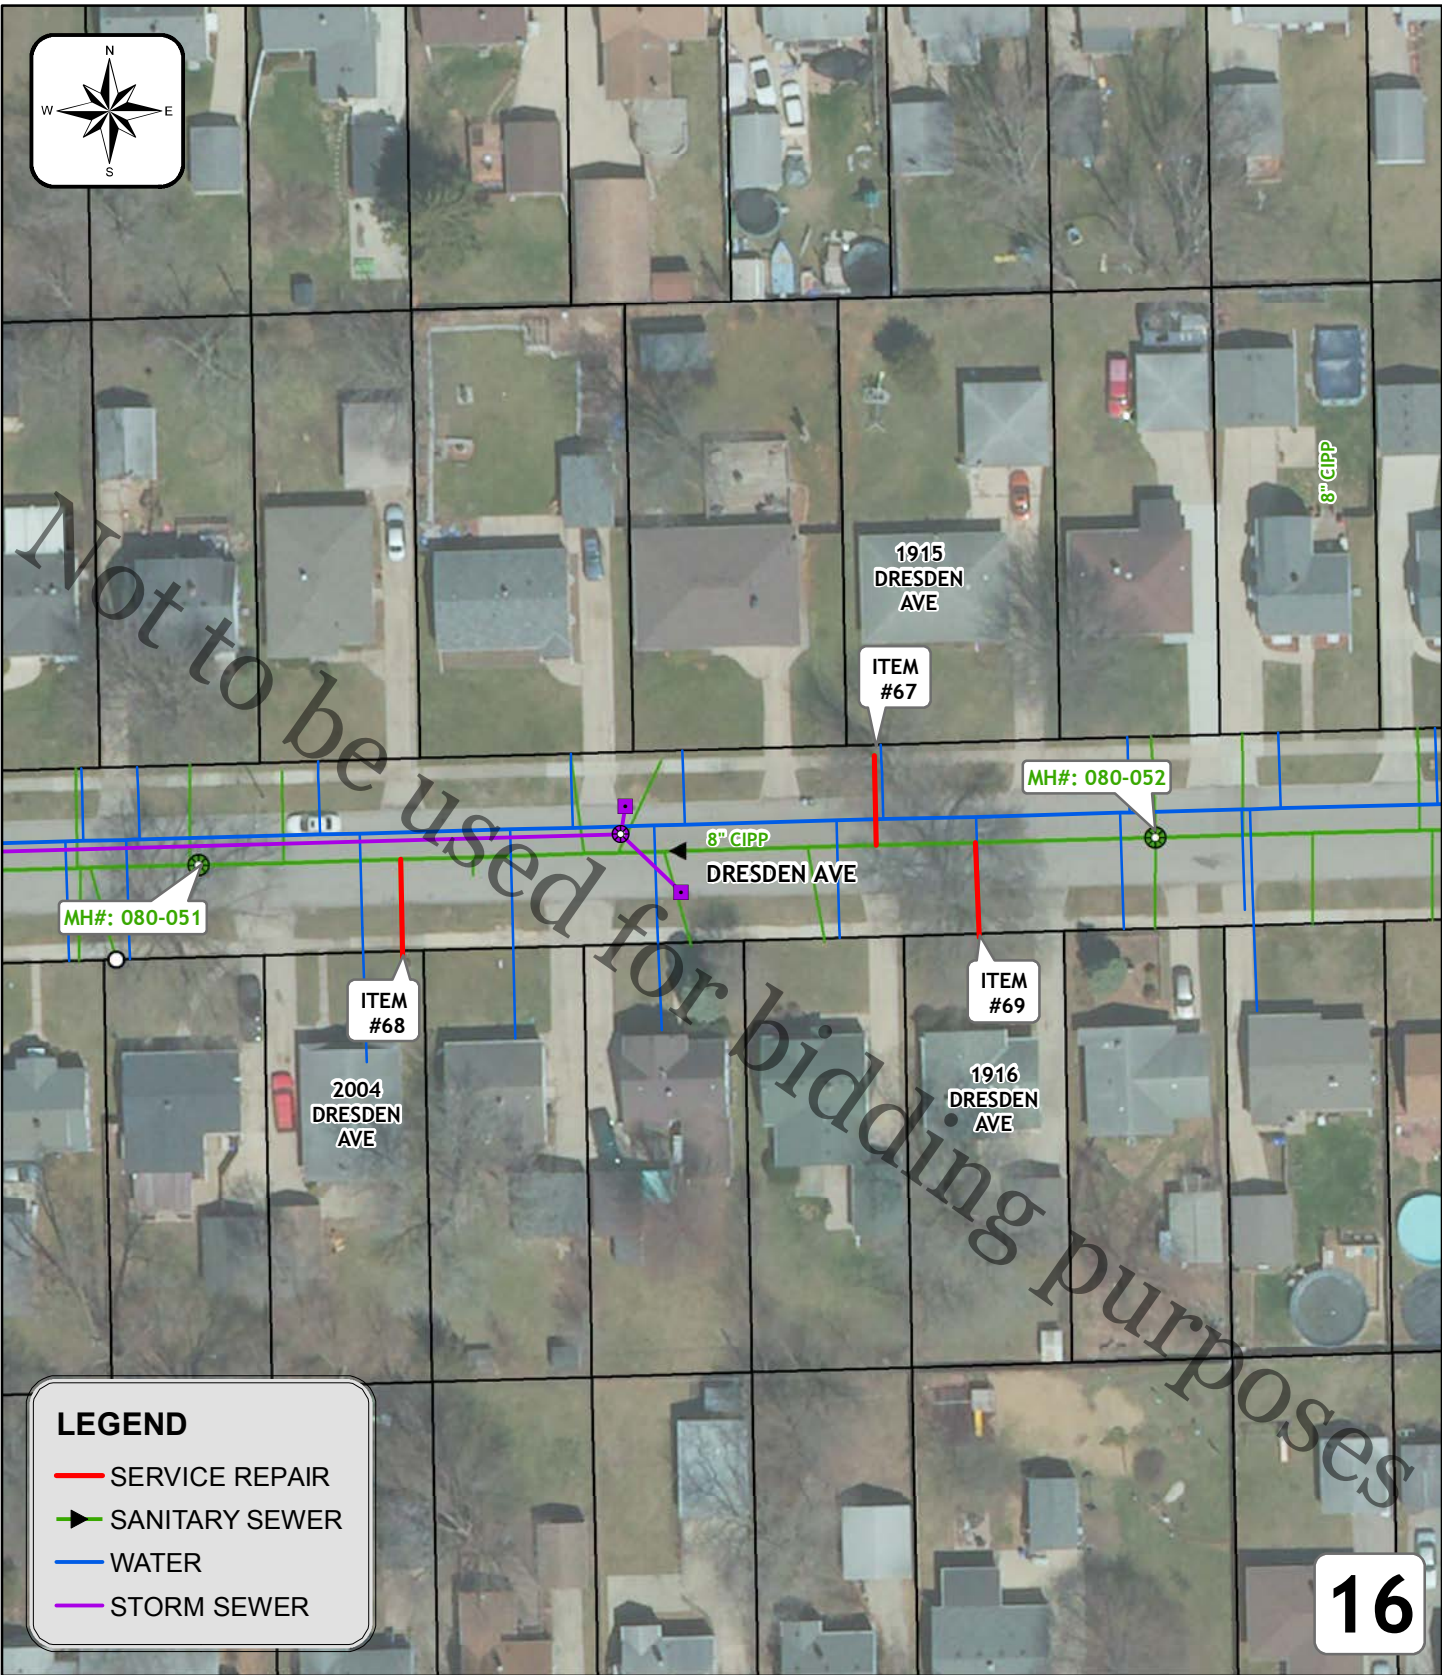 N
W E
S
8" CIPP
1915
DRESDEN
AVE
ITEM
#67
MH#: 080-052
8" CIPP
DRESDEN AVE
MH#: 080-051
ITEM
#68
ITEM
#69
2004
DRESDEN
AVE
1916
DRESDEN
AVE
Not to be used for bidding purposes
LEGEND
SERVICE REPAIR
SANITARY SEWER
WATER
STORM SEWER
16